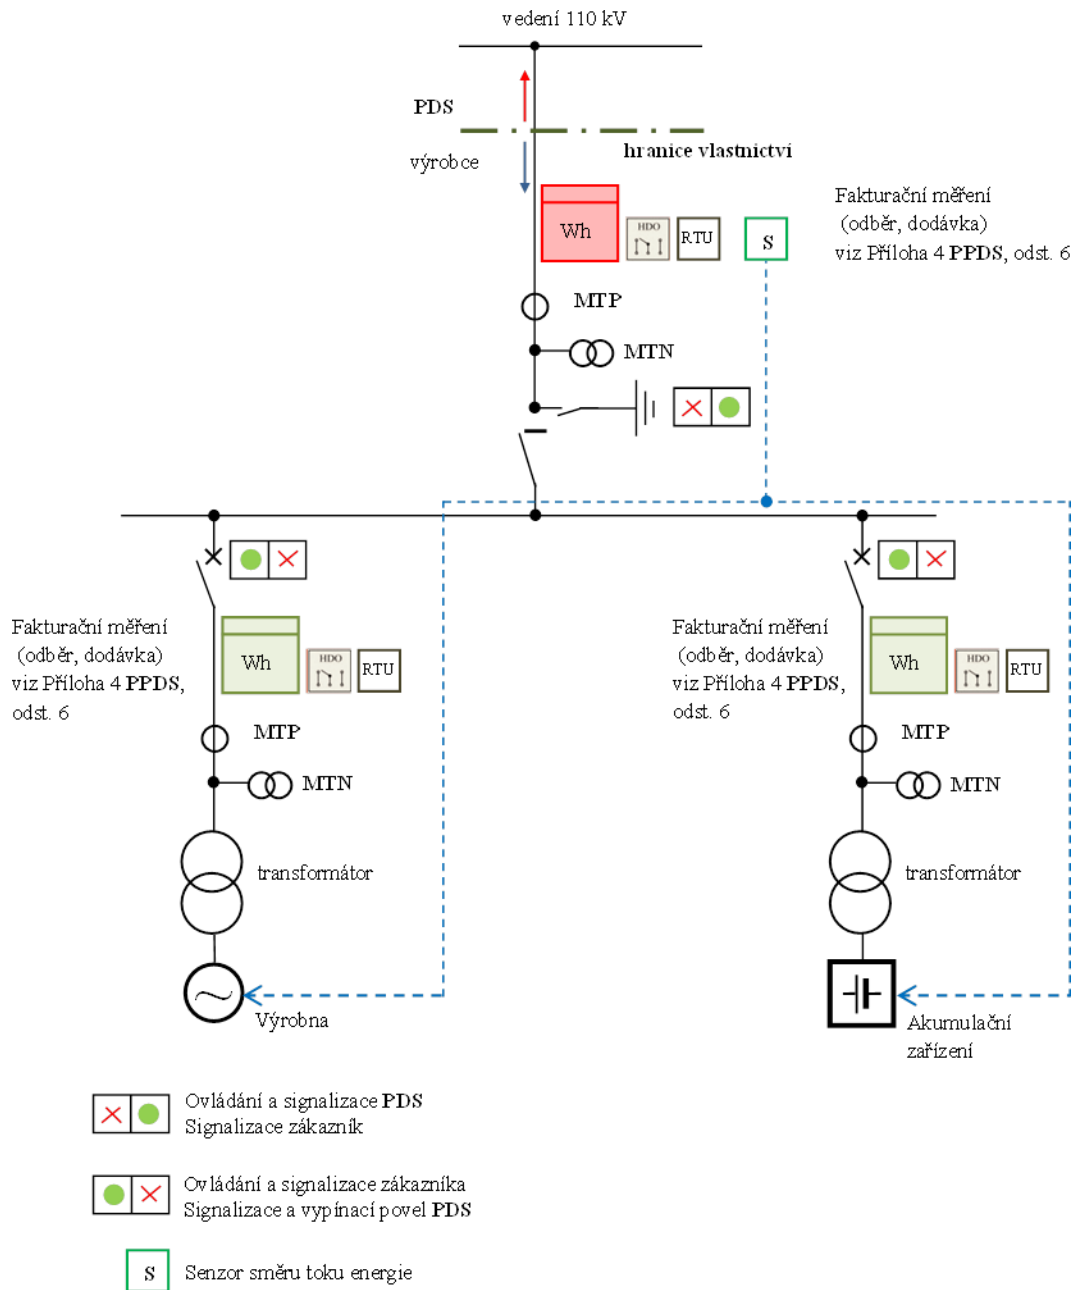 vedení 110 kV
PDS
výrobce
hranice vlastnictví
Wh
HDO
RTU
S
Fakturační měření
(odběr, dodávka)
viz Příloha 4 PPDS, odst. 6
MTP
MTN
Fakturační měření
(odběr, dodávka)
viz Příloha 4 PPDS,
odst. 6
Wh
HDO
RTU
MTP
MTN
transformátor
Výrobna
Fakturační měření
(odběr, dodávka)
viz Příloha 4 PPDS,
odst. 6
Wh
HDO
RTU
MTP
MTN
transformátor
Akumulační
zařízení
Ovládání a signalizace PDS
Signalizace zákazník
Ovládání a signalizace zákazníka
Signalizace a vypínací povel PDS
S
Senzor směru toku energie